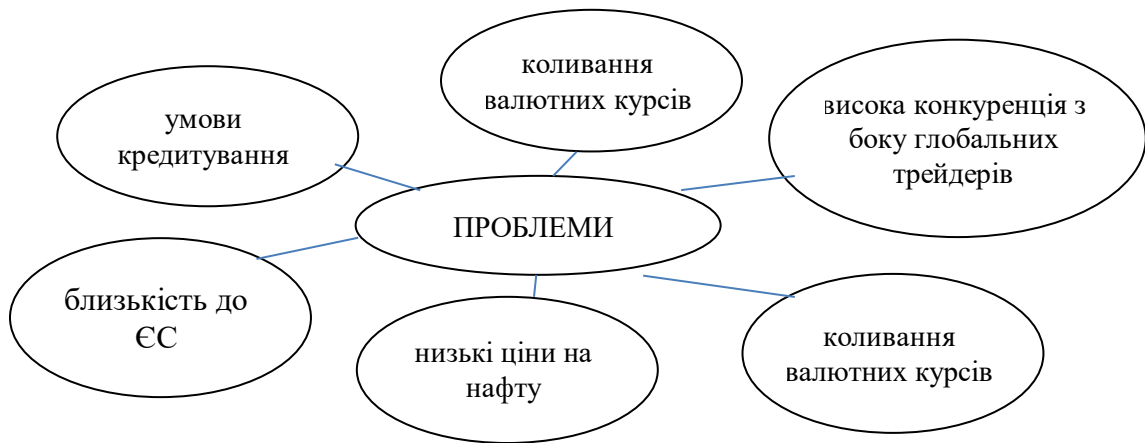 коливання
валютних курсів
умови
кредитування
висока конкуренція з
боку глобальних
трейдерів
ПРОБЛЕМИ
близькість до
ЄС
низькі ціни на
нафту
коливання
валютних курсів